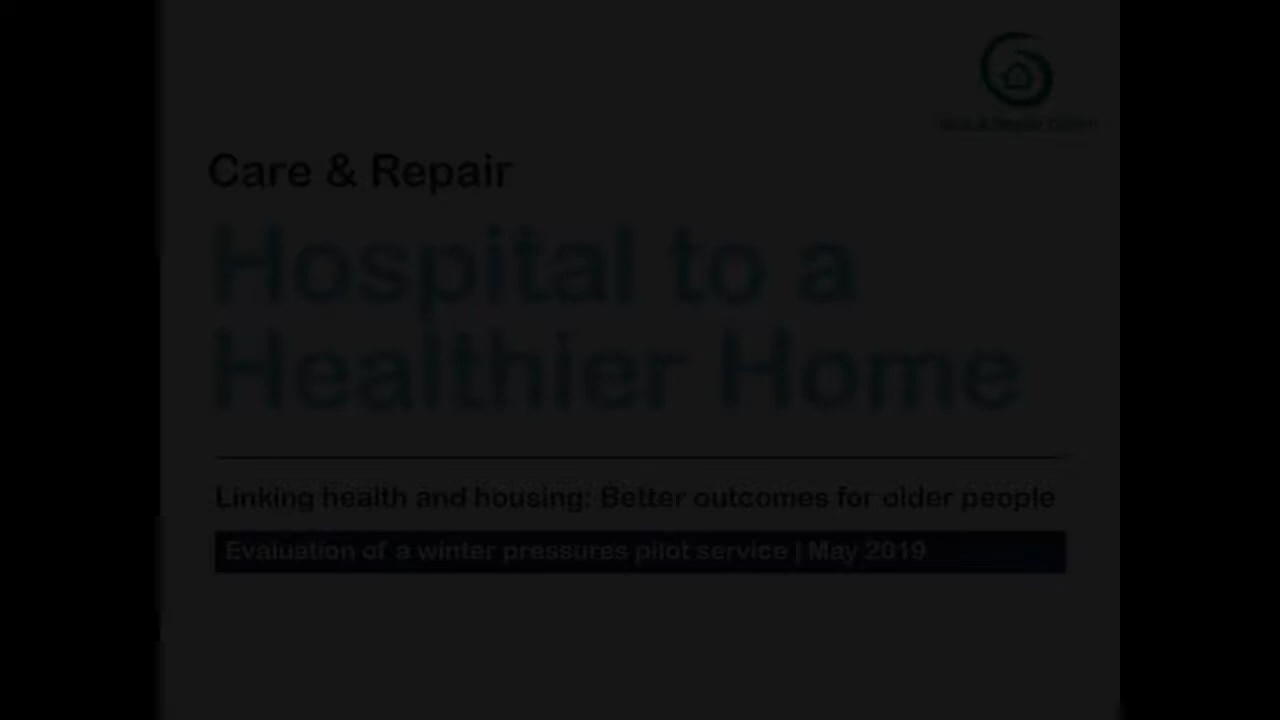 Care & Repair
Hospital to a
Healthier Home
Linking health and housing: Better outcomes for older people
Evaluation of a winter pressures pilot service | May 2019